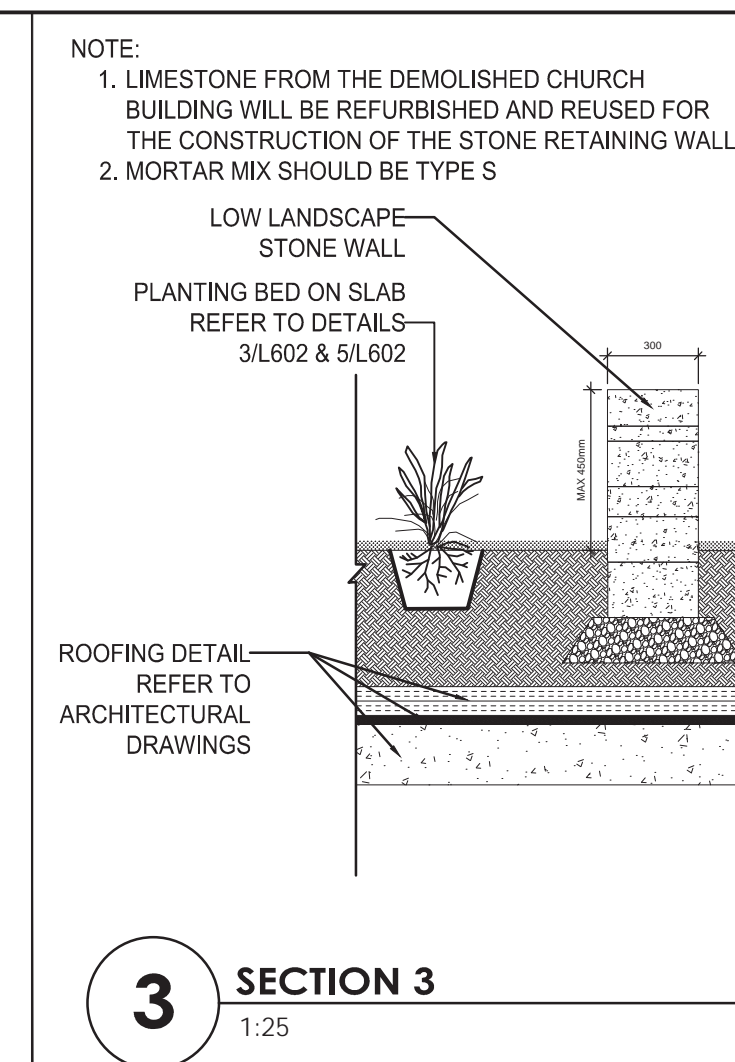 NOTE:
1. LIMESTONE FROM THE DEMOLISHED CHURCH
BUILDING WILL BE REFURBISHED AND REUSED FOR
THE CONSTRUCTION OF THE STONE RETAINING WALL
2. MORTAR MIX SHOULD BE TYPE S
LOW LANDSCAPE
STONE WALL
PLANTING BED ON SLAB
REFER TO DETAILS
3/L602 & 5/L602
300
MAX 450mm
ROOFING DETAIL
REFER TO
ARCHITECTURAL
DRAWINGS
3
SECTION 3
1:25